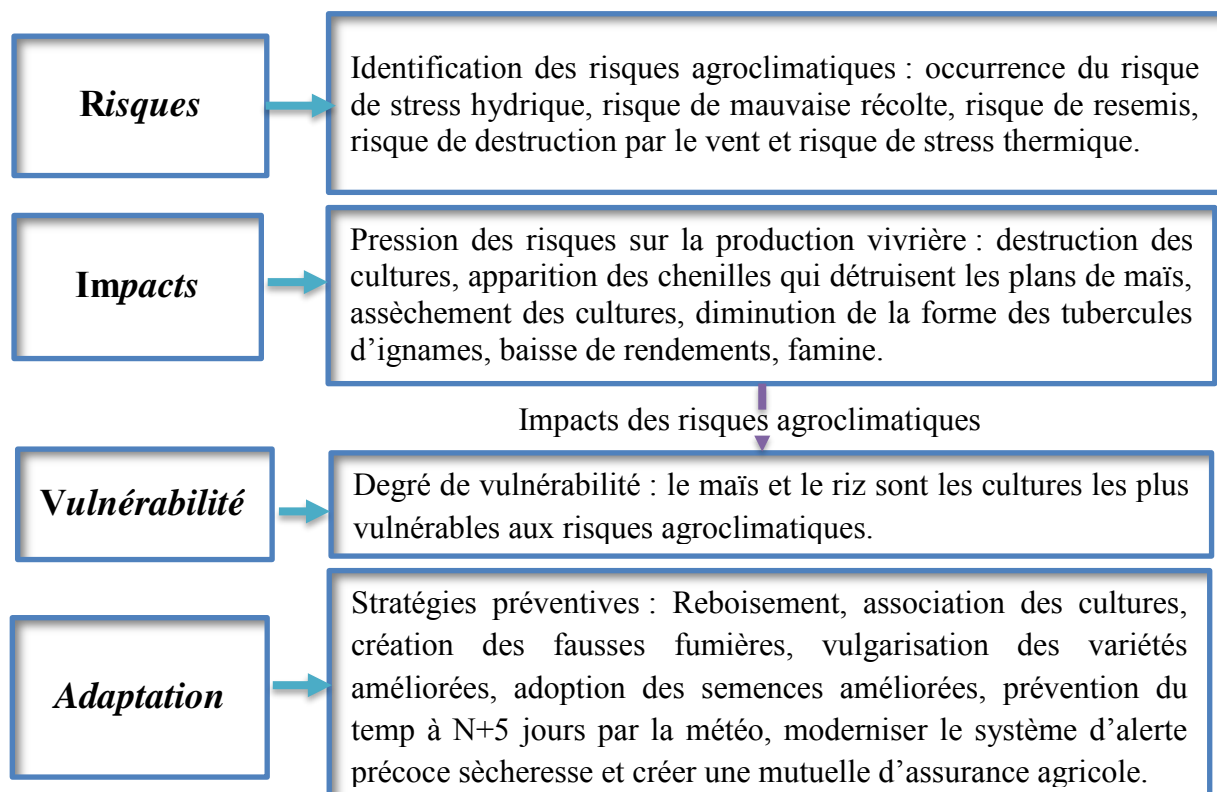 Risques
Identification des risques agroclimatiques : occurrence du risque
de stress hydrique, risque de mauvaise récolte, risque de resemis,
risque de destruction par le vent et risque de stress thermique.
Impacts
Pression des risques sur la production vivrière : destruction des
cultures, apparition des chenilles qui détruisent les plans de maïs,
assèchement des cultures, diminution de la forme des tubercules
d’ignames, baisse de rendements, famine.
Impacts des risques agroclimatiques
Vulnérabilité
Degré de vulnérabilité : le maïs et le riz sont les cultures les plus
vulnérables aux risques agroclimatiques.
Adaptation
Stratégies préventives : Reboisement, association des cultures,
création des fausses fumières, vulgarisation des variétés
améliorées, adoption des semences améliorées, prévention du
temp à N+5 jours par la météo, moderniser le système d’alerte
précoce sècheresse et créer une mutuelle d’assurance agricole.